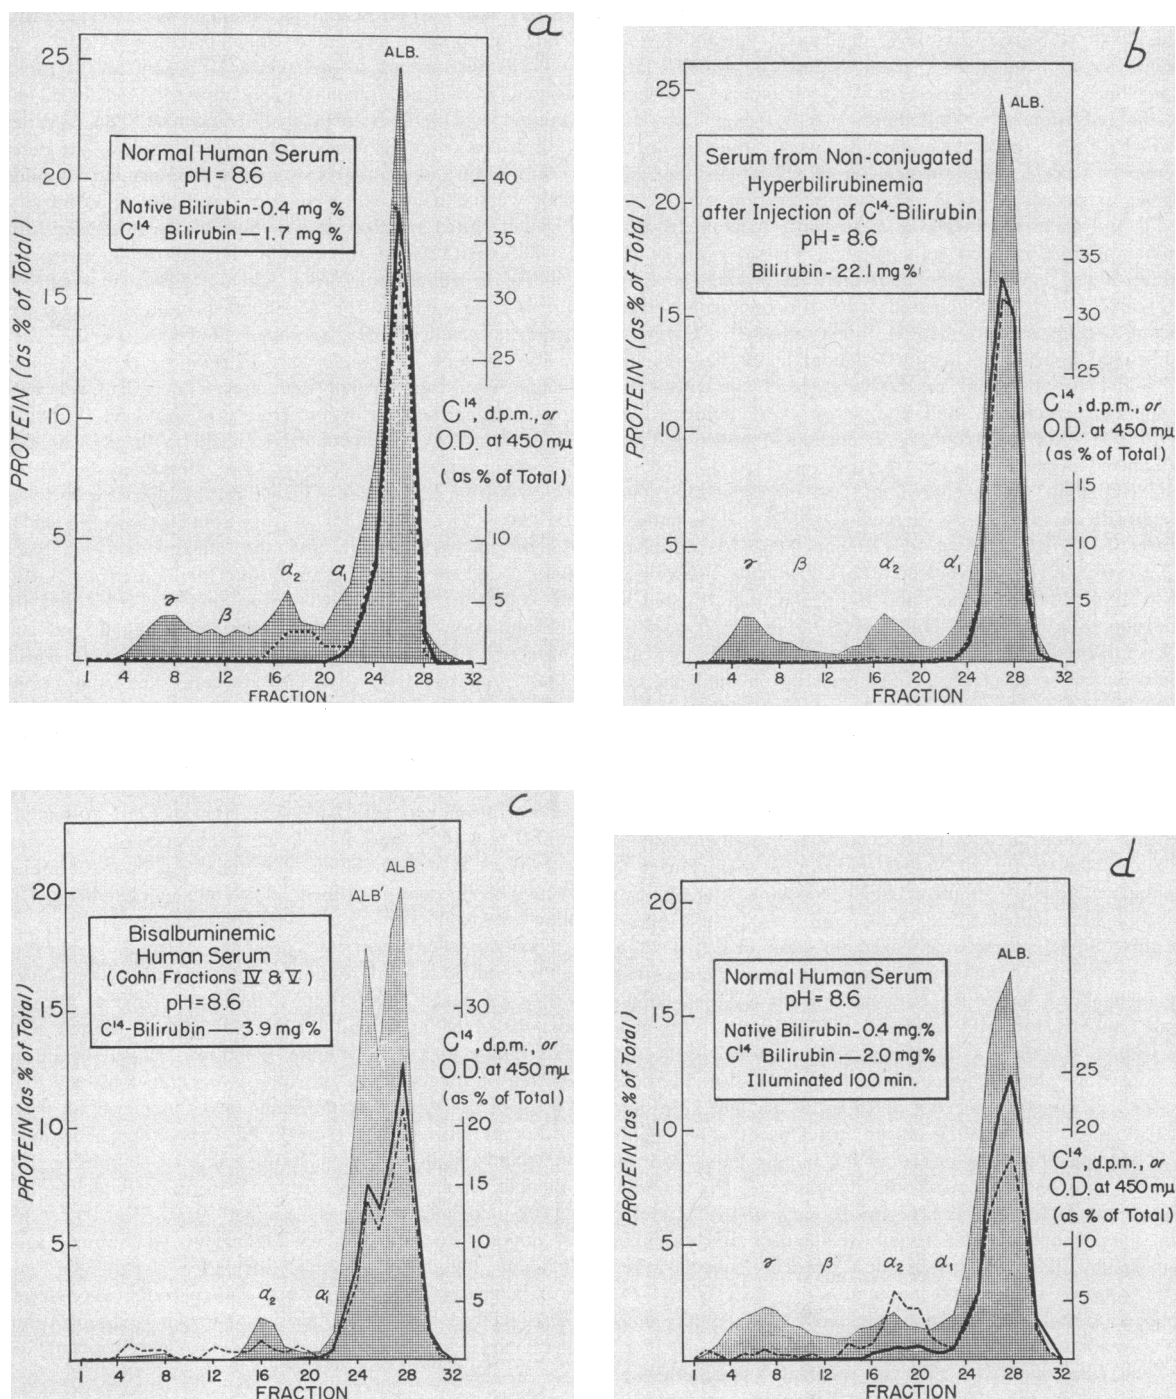 a
25
20
15
10
5
PROTEIN (as % of Total)
Normal Human Serum.
pH = 8.6
Native Bilirubin-0.4 mg %
C¹⁴ Bilirubin — 1.7 mg %
ALB.
40
35
30
25
C¹⁴, d.p.m., or
O.D. at 450 mµ
(as % of Total)
10
5
γ β α₂ α₁
1 4 8 12 16 20 24 28 32
FRACTION
b
25
20
15
10
5
PROTEIN (as % of Total)
Serum from Non-conjugated
Hyperbilirubinemia
after Injection of C¹⁴-Bilirubin
pH = 8.6
Bilirubin - 22.1 mg %
ALB.
35
30
25
C¹⁴, d.p.m., or
O.D. at 450 mµ
(as % of Total)
15
10
5
γ β α₂ α₁
1 4 8 12 16 20 24 28 32
FRACTION
c
20
15
10
5
PROTEIN (as % of Total)
Bisalbuminemic
Human Serum
(Cohn Fractions IV & V)
pH = 8.6
C¹⁴-Bilirubin — 3.9 mg %
ALB' ALB
30
C¹⁴, d.p.m., or
O.D. at 450 mµ
(as % of Total)
20
15
10
5
α₂ α₁
1 4 8 12 16 20 24 28 32
FRACTION
d
20
15
10
5
PROTEIN (as % of Total)
Normal Human Serum
pH = 8.6
Native Bilirubin-0.4 mg.%
C¹⁴ Bilirubin — 2.0 mg %
Illuminated 100 min.
ALB.
25
20
C¹⁴, d.p.m., or
O.D. at 450 mµ
(as % of Total)
10
5
γ β α₂ α₁
1 4 8 12 16 20 24 28 32
FRACTION